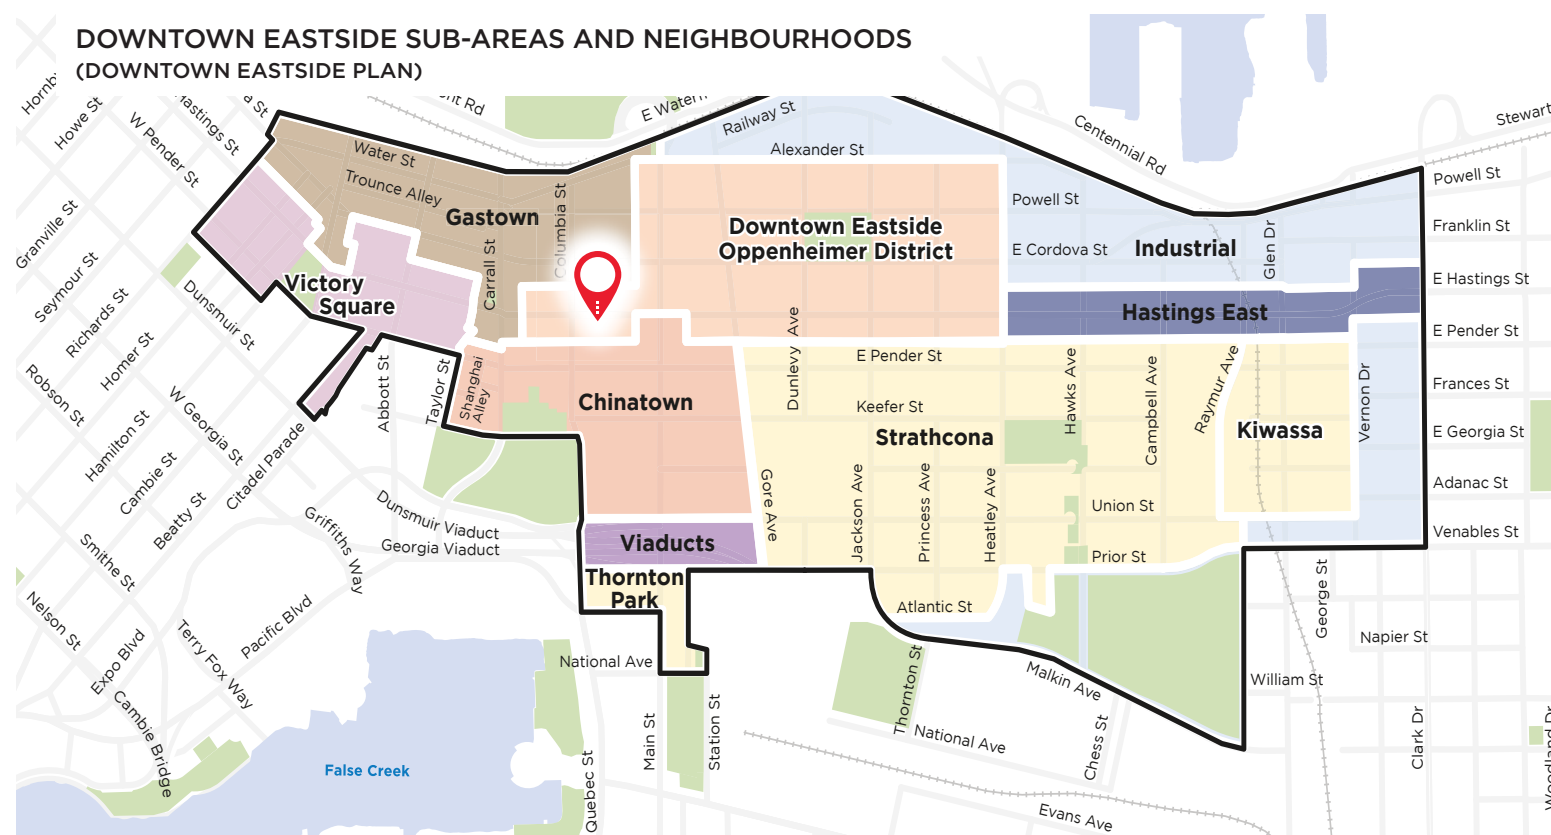 DOWNTOWN EASTSIDE SUB-AREAS AND NEIGHBOURHOODS
(DOWNTOWN EASTSIDE PLAN)
Howe St
Hastings St
W Pender St
Granville St
Seymour St
Richards St
Homer St
Dunsmuir St
Robson St
W Georgia St
Hamilton St
Cambie St
Beatty St
Citadel Parade
Smithe St
Nelson St
Expo Blvd
Terry Fox Way
Pacific Blvd
Griffiths Way
Cambie Bridge
False Creek
Water St
Trounce Alley
Gastown
Carrall St
Columbia St
Victory
Square
Abbott St
Taylor St
Shanghai
Alley
Chinatown
Dunsmuir Viaduct
Georgia Viaduct
Viaducts
Thornton
Park
National Ave
Main St
Station St
Quebec St
Railway St
Alexander St
Downtown Eastside
Oppenheimer District
Dunlevy Ave
E Pender St
Keefer St
Strathcona
Gore Ave
Jackson Ave
Princess Ave
Heatley Ave
Hawks Ave
Campbell Ave
Raymur Ave
Union St
Prior St
Atlantic St
Malkin Ave
Thornton St
National Ave
Chess St
Evans Ave
Centennial Rd
Powell St
E Cordova St
Industrial
Glen Dr
Hastings East
Kiwassa
Vernon Dr
Stewart
Powell St
Franklin St
E Hastings St
E Pender St
Frances St
E Georgia St
Adanac St
Venables St
George St
Napier St
William St
Clark Dr